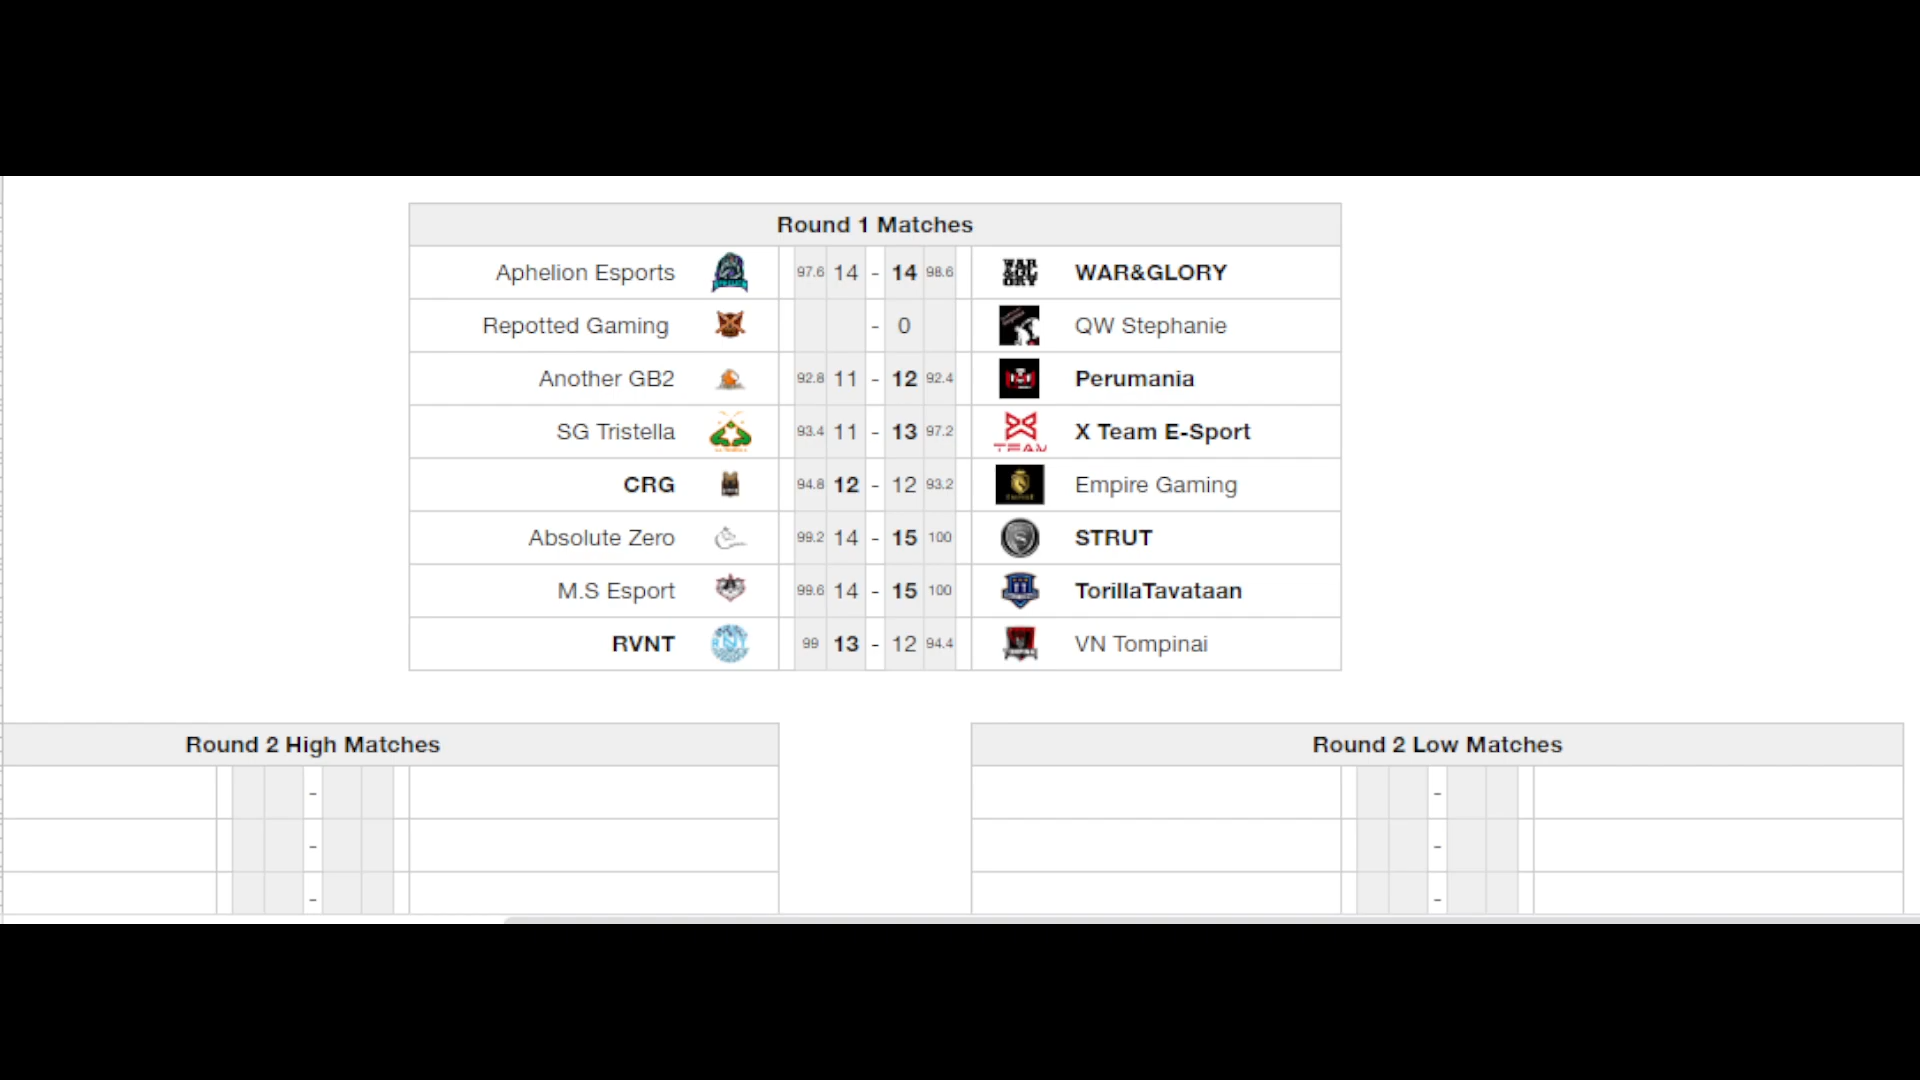 Round 1 Matches
Aphelion Esports 97.6 14 - 14 98.6 WAR&GLORY
Repotted Gaming - 0 QW Stephanie
Another GB2 92.8 11 - 12 92.4 Perumania
SG Tristella 93.4 11 - 13 97.2 TEAM X Team E-Sport
CRG 94.8 12 - 12 93.2 Empire Gaming
Absolute Zero 99.2 14 - 15 100 STRUT
M.S Esport 99.6 14 - 15 100 TorillaTavataan
RVNT 99 13 - 12 94.4 VN Tompinai
Round 2 High Matches Round 2 Low Matches
- -
- -
- -